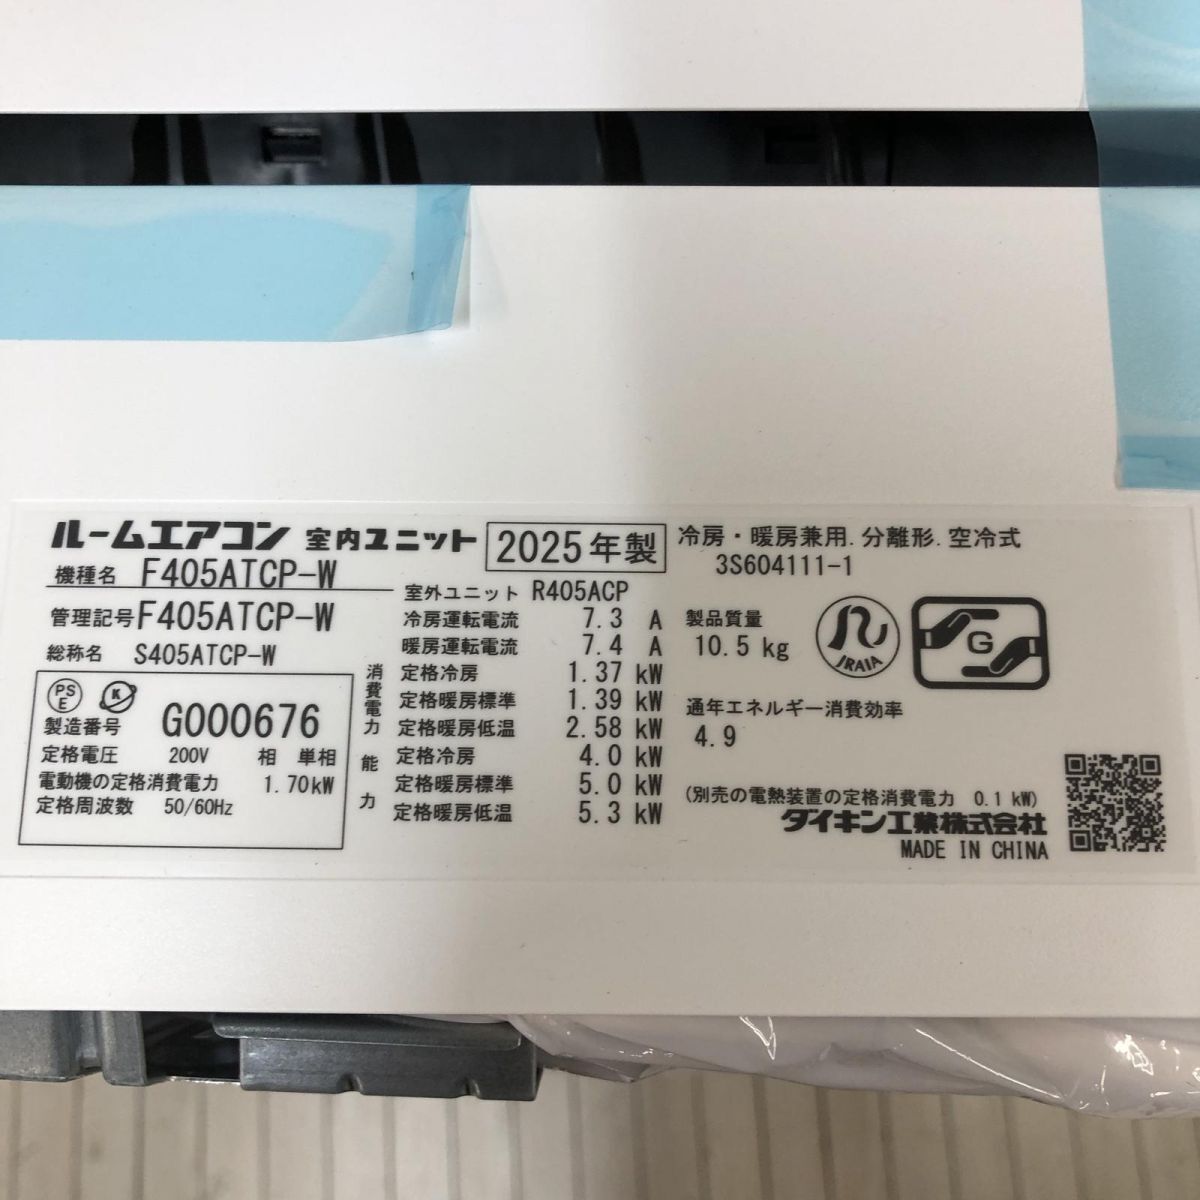 ルームエアコン 室内ユニット 2025年製
冷房・暖房兼用.分離形.空冷式
3S604111-1
機種名 F405ATCP-W
管理記号 F405ATCP-W
総称名 S405ATCP-W
PS E
K
製造番号 G000676
定格電圧 200V 相 単相
電動機の定格消費電力 1.70kW
定格周波数 50/60Hz
室外ユニット R405ACP
冷房運転電流 7.3 A
暖房運転電流 7.4 A
消費電力
定格冷房 1.37 kW
定格暖房標準 1.39 kW
定格暖房低温 2.58 kW
能力
定格冷房 4.0 kW
定格暖房標準 5.0 kW
定格暖房低温 5.3 kW
製品質量
10.5 kg
JRAIA
G
通年エネルギー消費効率
4.9
(別売の電熱装置の定格消費電力 0.1 kW)
ダイキン工業株式会社
MADE IN CHINA